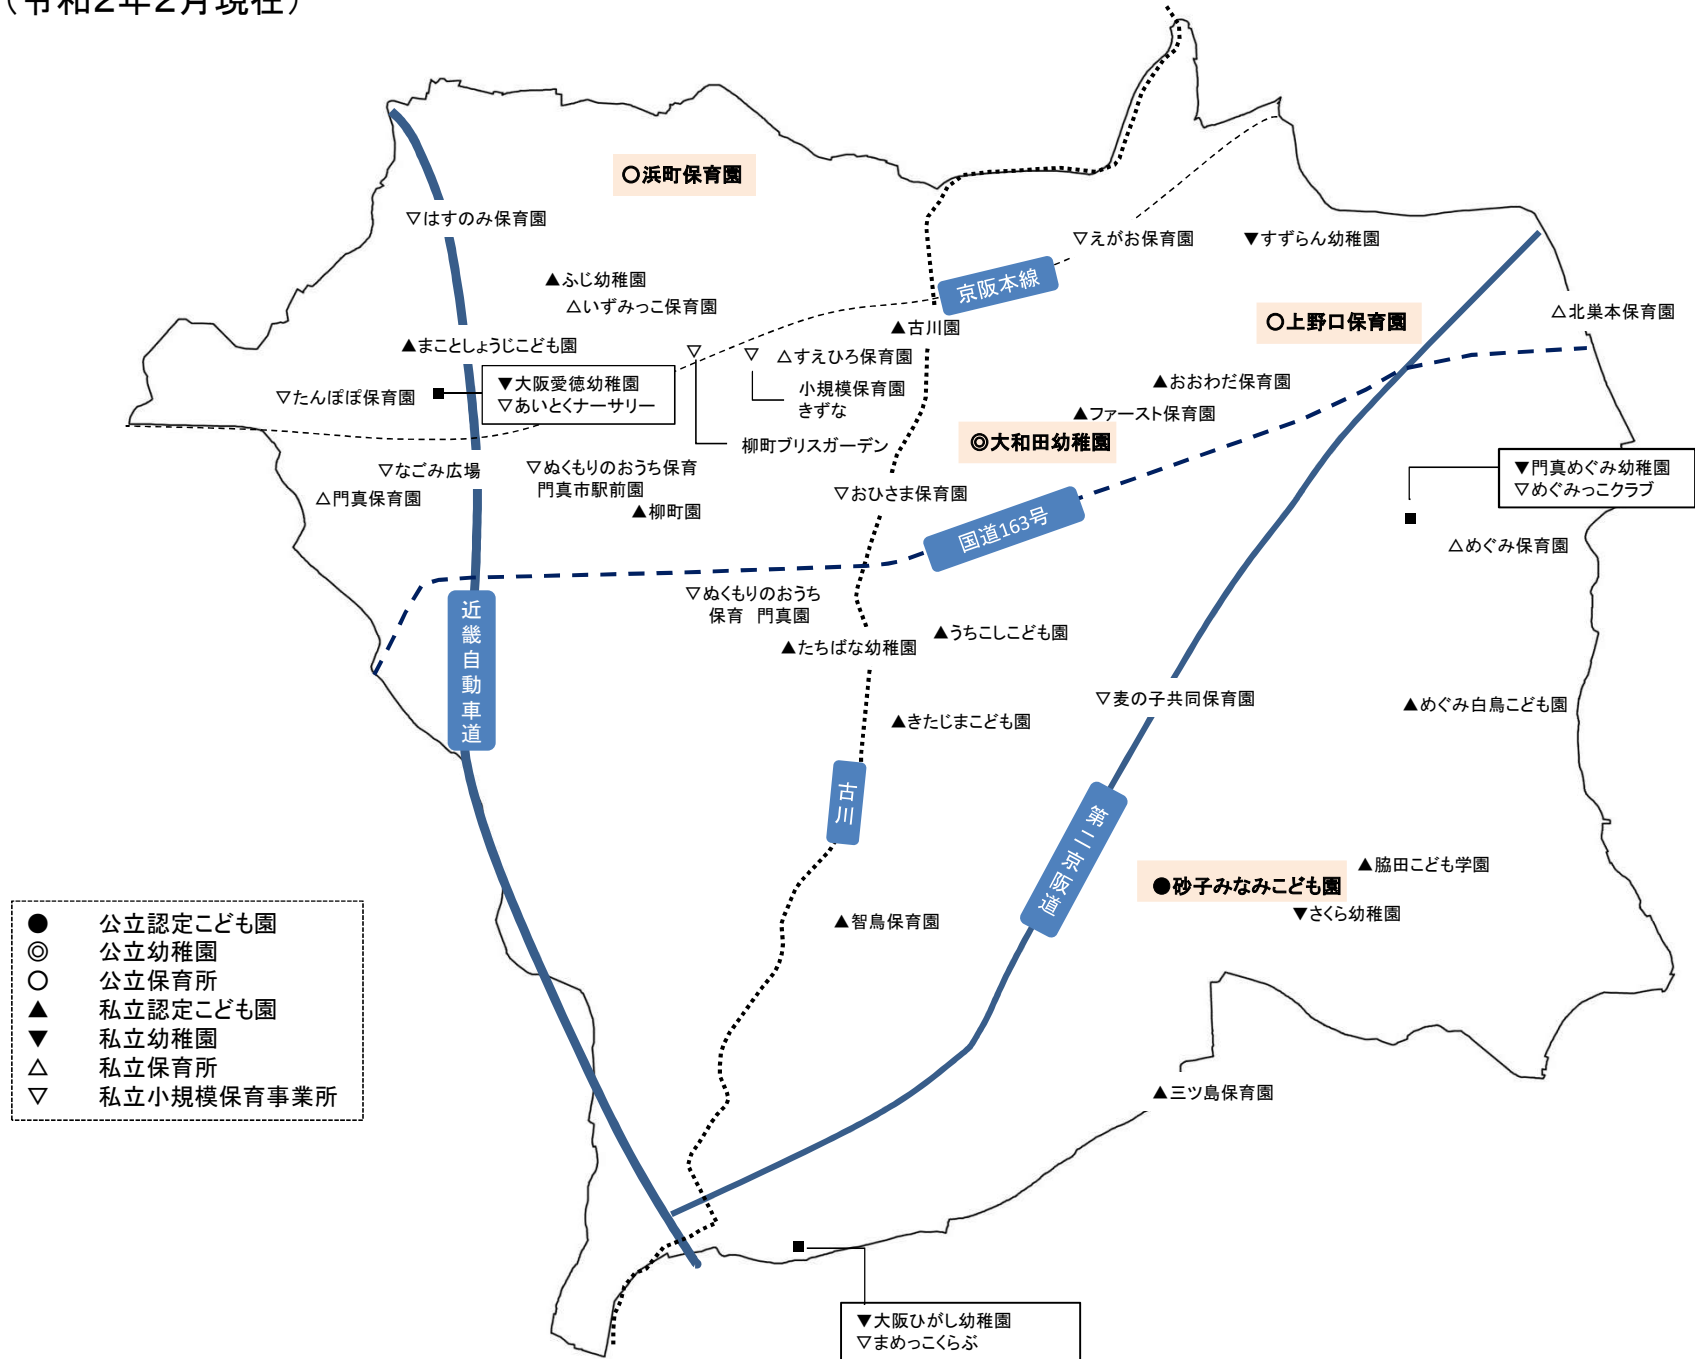 （令和２年２月現在）
○浜町保育園
▽はすのみ保育園
▽えがお保育園
▼すずらん幼稚園
▲ふじ幼稚園
△いずみっこ保育園
京阪本線
○上野口保育園
△北巣本保育園
▲古川園
▲まことしょうじこども園
▽
▽
△すえひろ保育園
▼大阪愛徳幼稚園
▽あいとくナーサリー
小規模保育園
きずな
▲おおわだ保育園
▽たんぽぽ保育園
■
▲ファースト保育園
柳町ブリスガーデン
◎大和田幼稚園
▽なごみ広場
▽ぬくもりのおうち保育
門真市駅前園
▼門真めぐみ幼稚園
▽めぐみっこクラブ
△門真保育園
▲柳町園
▽おひさま保育園
国道163号
■
△めぐみ保育園
▽ぬくもりのおうち
保育　門真園
近畿自動車道
▲たちばな幼稚園
▲うちこしこども園
▽麦の子共同保育園
▲めぐみ白鳥こども園
▲きたじまこども園
古川
第二京阪道
●砂子みなみこども園
▲脇田こども学園
▼さくら幼稚園
▲智鳥保育園
●　公立認定こども園
◎　公立幼稚園
○　公立保育所
▲　私立認定こども園
▼　私立幼稚園
△　私立保育所
▽　私立小規模保育事業所
▲三ツ島保育園
■
▼大阪ひがし幼稚園
▽まめっこくらぶ